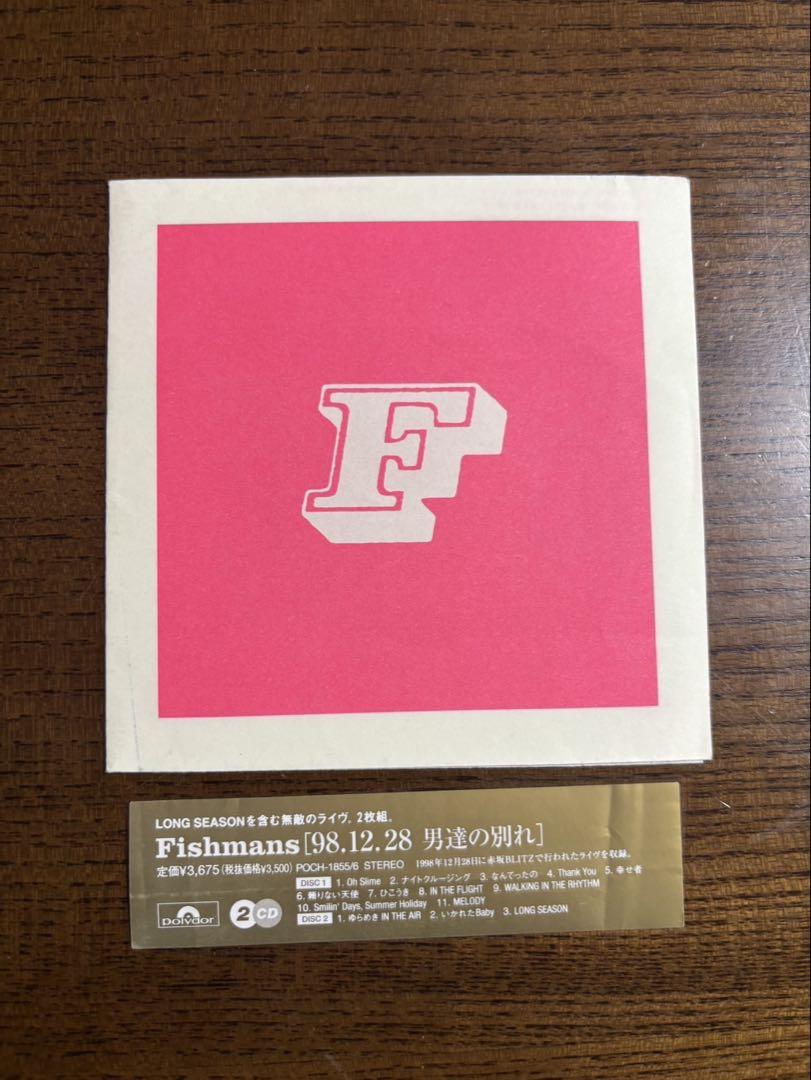 F
LONG SEASONを含む無敵のライヴ。2枚組。
Fishmans[98.12.28 男達の別れ]
定価¥3,675(税抜価格¥3,500) POCH-1855/6 STEREO 1998年12月28日に赤坂BLITZで行われたライヴを収録。
DISC 1 1. Oh Slime 2. ナイトクルージング 3. なんてったの 4. Thank You 5. 幸せ者
6. 頼りない天使 7. ひこうき 8. IN THE FLIGHT 9. WALKING IN THE RHYTHM
10. Smilin' Days, Summer Holiday 11. MELODY
DISC 2 1. ゆらめき IN THE AIR 2. いかれたBaby 3. LONG SEASON
polydor 2 CD